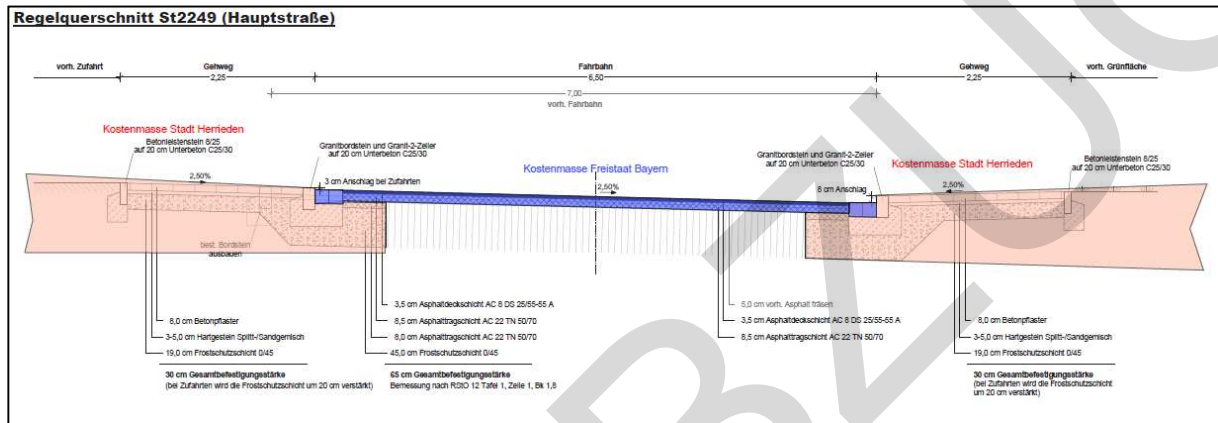 Regelquerschnitt St2249 (Hauptstraße)
vorh. Zufahrt
Gehweg
2,25
Fahrbahn
6,50
Gehweg
2,25
vorh. Grünfläche
7,00
vorh. Fahrbahn
Kostenmasse Stadt Herrieden
Betonleistenstein 8/25
auf 20 cm Unterbeton C25/30
Granitbordstein und Granit-2-Zeiler
auf 20 cm Unterbeton C25/30
Kostenmasse Freistaat Bayern
Granitbordstein und Granit-2-Zeiler
auf 20 cm Unterbeton C25/30
Kostenmasse Stadt Herrieden
Betonleistenstein 8/25
auf 20 cm Unterbeton C25/30
2,50%
3 cm Anschlag bei Zufahrten
2,50%
8 cm Anschlag
2,50%
best. Bordstein
ausbauen
3,5 cm Asphaltdeckschicht AC 8 DS 25/55-55 A
8,5 cm Asphalttragschicht AC 22 TN 50/70
8,0 cm Asphalttragschicht AC 22 TN 50/70
45,0 cm Frostschutzschicht 0/45
65 cm Gesamtbefestigungsstärke
Bemessung nach RStO 12 Tafel 1, Zeile 1, Bk 1,8
8,0 cm Betonpflaster
3-5,0 cm Hartgestein Splitt-/Sandgemisch
19,0 cm Frostschutzschicht 0/45
30 cm Gesamtbefestigungsstärke
(bei Zufahrten wird die Frostschutzschicht um 20 cm verstärkt)
5,0 cm vorh. Asphalt fräsen
3,5 cm Asphaltdeckschicht AC 8 DS 25/55-55 A
8,5 cm Asphalttragschicht AC 22 TN 50/70
8,0 cm Betonpflaster
3-5,0 cm Hartgestein Splitt-/Sandgemisch
19,0 cm Frostschutzschicht 0/45
30 cm Gesamtbefestigungsstärke
(bei Zufahrten wird die Frostschutzschicht
um 20 cm verstärkt)